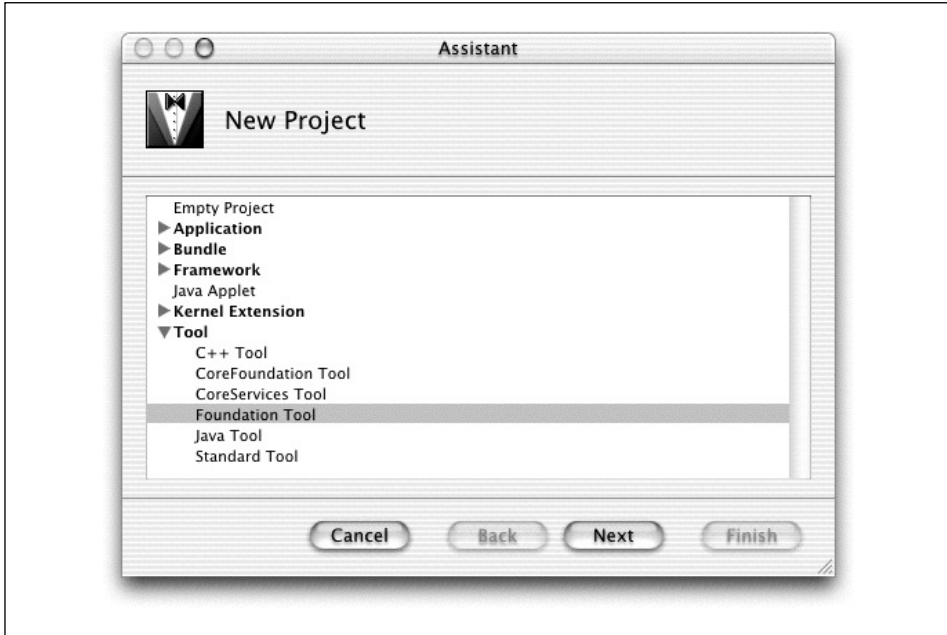 Assistant
New Project
Empty Project
Application
Bundle
Framework
Java Applet
Kernel Extension
Tool
C++ Tool
CoreFoundation Tool
CoreServices Tool
Foundation Tool
Java Tool
Standard Tool
Cancel Back Next Finish